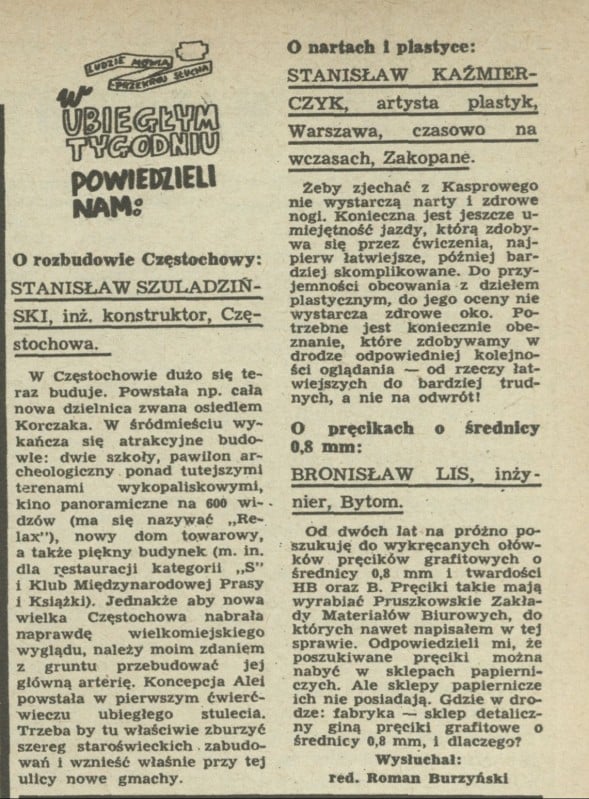 LUDZIE MÓWIĄ
PRZEKRÓJ SŁUCHA
W
UBIEGŁYM
TYGODNIU
POWIEDZIELI
NAM:
O rozbudowie Częstochowy:
STANISŁAW SZULADZIŃ-
SKI, inż. konstruktor, Czę-
stochowa.
W Częstochowie dużo się te-
raz buduje. Powstała np. cała
nowa dzielnica zwana osiedlem
Korczaka. W śródmieściu wy-
kańcza się atrakcyjne budo-
wle: dwie szkoły, pawilon ar-
cheologiczny ponad tutejszymi
terenami wykopaliskowymi,
kino panoramiczne na 600 wi-
dzów (ma się nazywać „Re-
lax"), nowy dom towarowy,
a także piękny budynek (m. in.
dla restauracji kategorii „S"
i Klub Międzynarodowej Prasy
i Książki). Jednakże aby nowa
wielka Częstochowa nabrała
naprawdę wielkomiejskiego
wyglądu, należy moim zdaniem
z gruntu przebudować jej
główną arterię. Koncepcja Alei
powstała w pierwszym ćwierć-
wieczu ubiegłego stulecia.
Trzeba by tu właściwie zburzyć
szereg staroświeckich zabudo-
wań i wznieść właśnie przy tej
ulicy nowe gmachy.
O nartach i plastyce:
STANISŁAW KAŹMIER-
CZYK, artysta plastyk,
Warszawa, czasowo na
wczasach, Zakopane.
Żeby zjechać z Kasprowego
nie wystarczą narty i zdrowe
nogi. Konieczna jest jeszcze u-
miejętność jazdy, którą zdoby-
wa się przez ćwiczenia, naj-
pierw łatwiejsze, później bar-
dziej skomplikowane. Do przy-
jemności obcowania z dziełem
plastycznym, do jego oceny nie
wystarcza zdrowe oko. Po-
trzebne jest koniecznie obe-
znanie, które zdobywamy w
drodze odpowiedniej kolejno-
ści oglądania — od rzeczy łat-
wiejszych do bardziej trud-
nych, a nie na odwrót!
O pręcikach o średnicy
0,8 mm:
BRONISŁAW LIS, inży-
nier, Bytom.
Od dwóch lat na próżno po-
szukuję do wykręcanych ołów-
ków pręcików grafitowych o
średnicy 0,8 mm i twardości
HB oraz B. Pręciki takie mają
wyrabiać Pruszkowskie Zakła-
dy Materiałów Biurowych, do
których nawet napisałem w tej
sprawie. Odpowiedzieli mi, że
poszukiwane pręciki można
nabyć w sklepach papierni-
czych. Ale sklepy papiernicze
ich nie posiadają. Gdzie w dro-
dze: fabryka — sklep detalicz-
ny giną pręciki grafitowe o
średnicy 0,8 mm, i dlaczego?
Wysłuchał:
red. Roman Burzyński